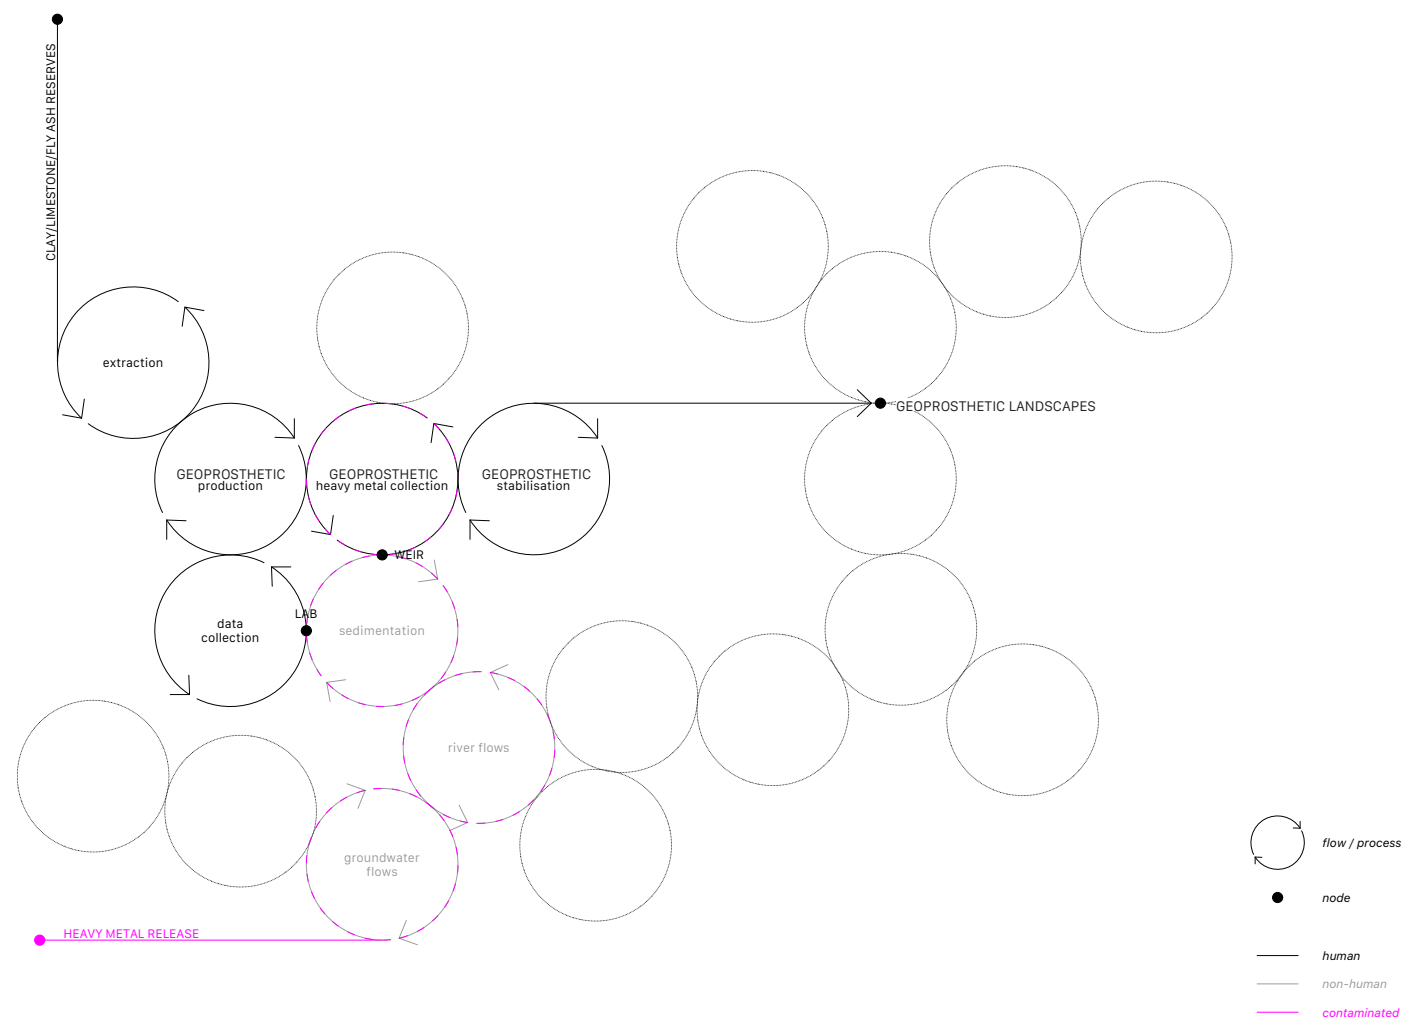 CLAY/LIMESTONE/FLY ASH RESERVES
extraction
GEOPROSTHETIC LANDSCAPES
GEOPROSTHETIC
production
GEOPROSTHETIC
heavy metal collection
GEOPROSTHETIC
stabilisation
WEIR
LAB
data
collection
sedimentation
river flows
groundwater
flows
HEAVY METAL RELEASE
flow / process
node
human
non-human
contaminated